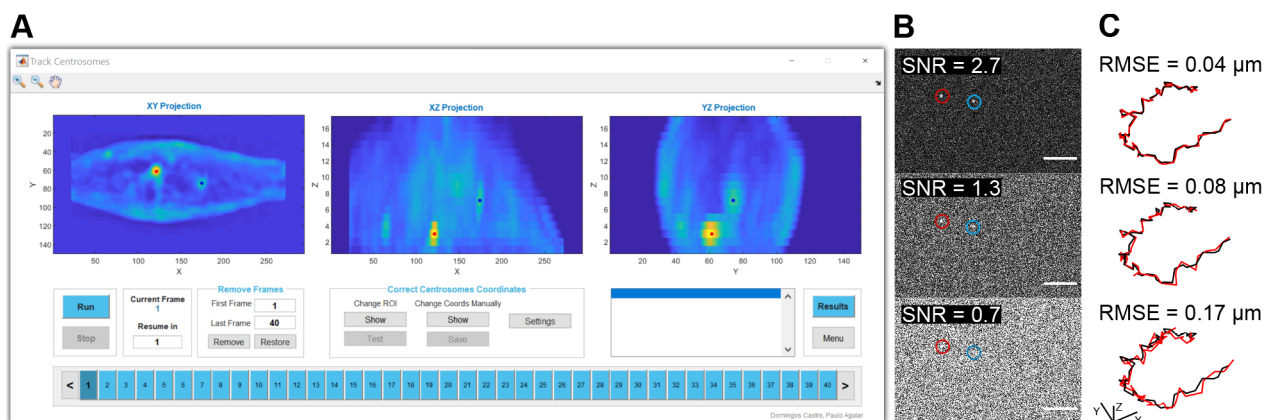 A
B
C
Track Centrosomes
XY Projection
XZ Projection
YZ Projection
20
40
60
80
100
120
140
Y
50
100
150
200
250
X
16
14
12
10
8
6
4
2
Z
50
100
150
200
250
X
16
14
12
10
8
6
4
2
Z
20
40
60
80
100
120
140
Y
Run
Stop
Current Frame
1
Resume in
1
Remove Frames
First Frame 1
Last Frame 40
Remove Restore
Correct Centrosomes Coordinates
Change ROI Change Coords Manually
Show Show Settings
Test Save
Results
Menu
< 1 2 3 4 5 6 7 8 9 10 11 12 13 14 15 16 17 18 19 20 21 22 23 24 25 26 27 28 29 30 31 32 33 34 35 36 37 38 39 40 >
Domingos Castro, Paulo Aguiar
SNR = 2.7
SNR = 1.3
SNR = 0.7
RMSE = 0.04 µm
RMSE = 0.08 µm
RMSE = 0.17 µm
Y Z
X